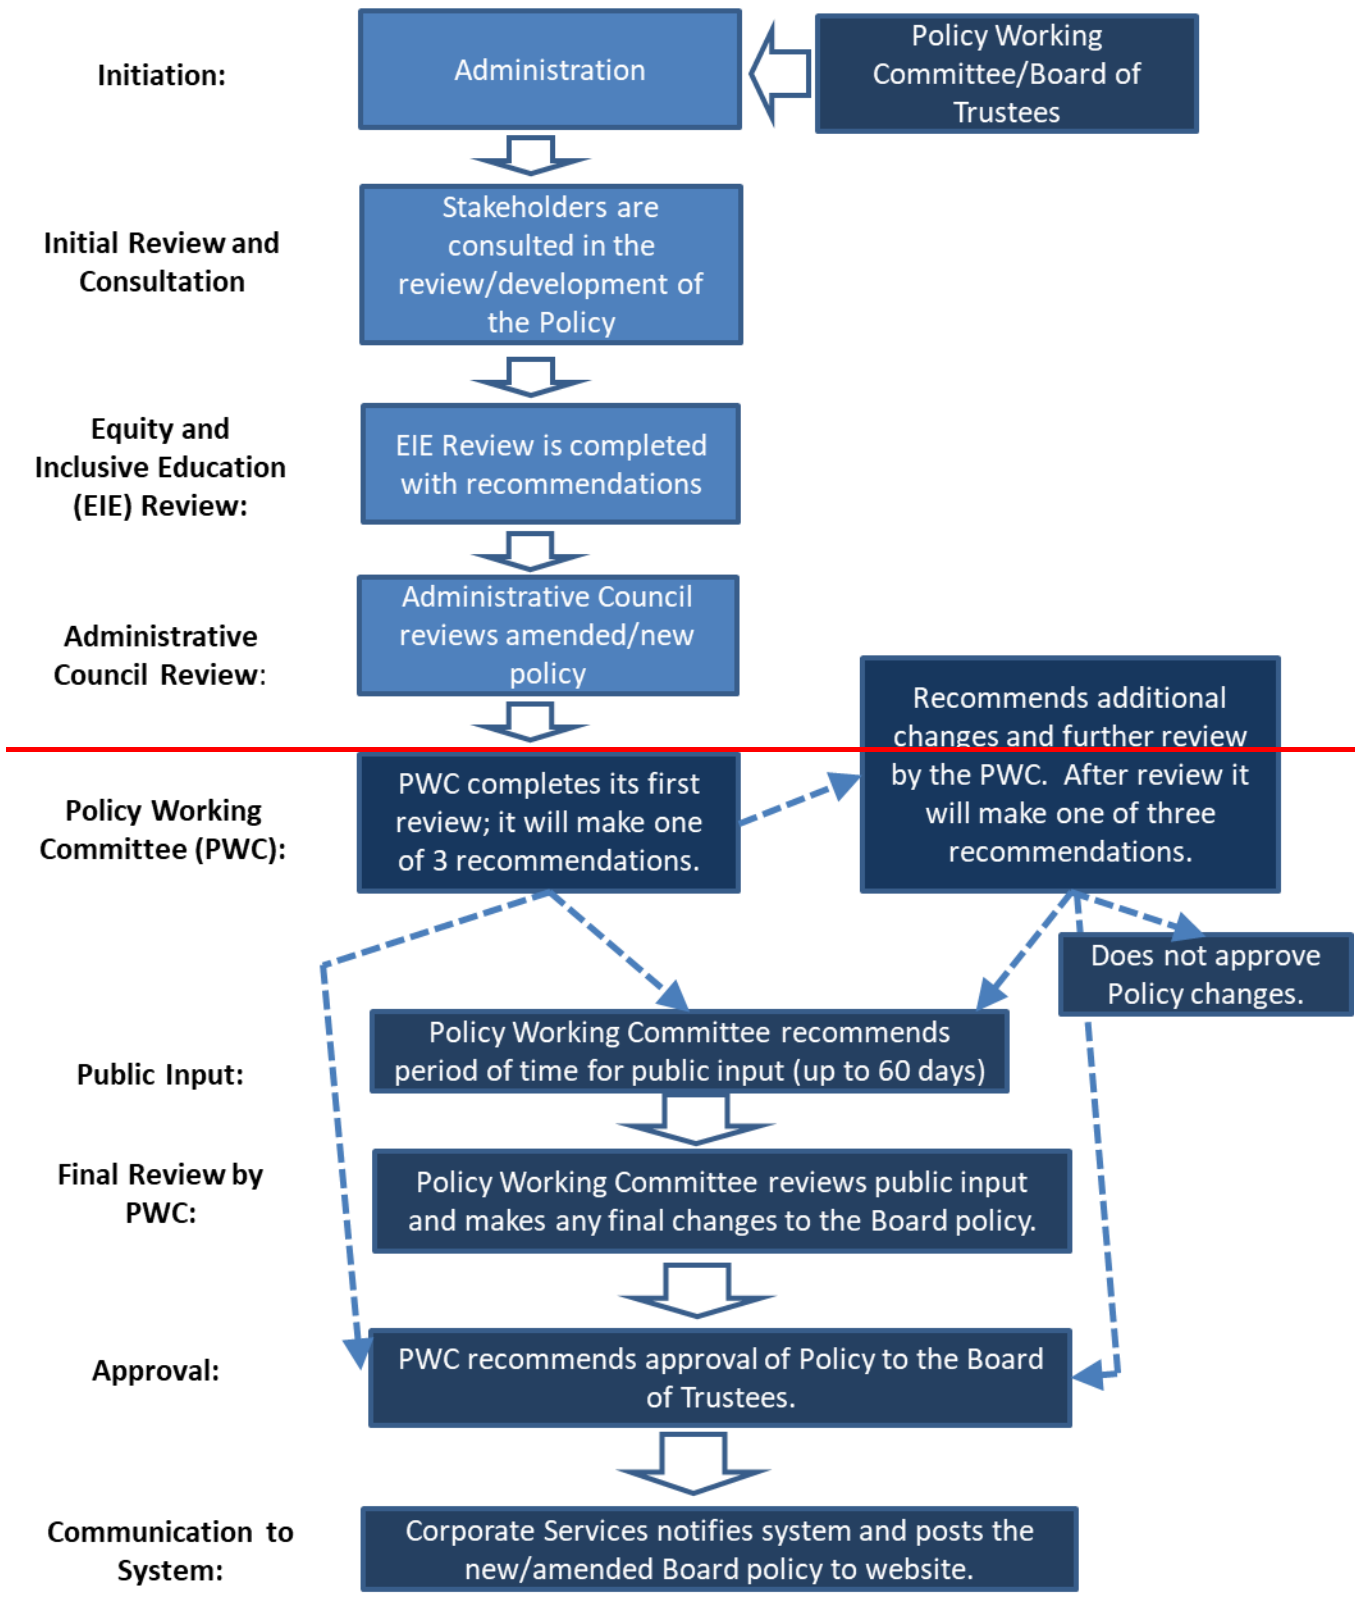 Initiation:
Administration
Policy Working
Committee/Board of
Trustees
Initial Review and
Consultation
Stakeholders are
consulted in the
review/development of
the Policy
Equity and
Inclusive Education
(EIE) Review:
EIE Review is completed
with recommendations
Administrative
Council Review:
Administrative Council
reviews amended/new
policy
Policy Working
Committee (PWC):
PWC completes its first
review; it will make one
of 3 recommendations.
Recommends additional
changes and further review
by the PWC. After review it
will make one of three
recommendations.
Does not approve
Policy changes.
Public Input:
Policy Working Committee recommends
period of time for public input (up to 60 days)
Final Review by
PWC:
Policy Working Committee reviews public input
and makes any final changes to the Board policy.
Approval:
PWC recommends approval of Policy to the Board
of Trustees.
Communication to
System:
Corporate Services notifies system and posts the
new/amended Board policy to website.